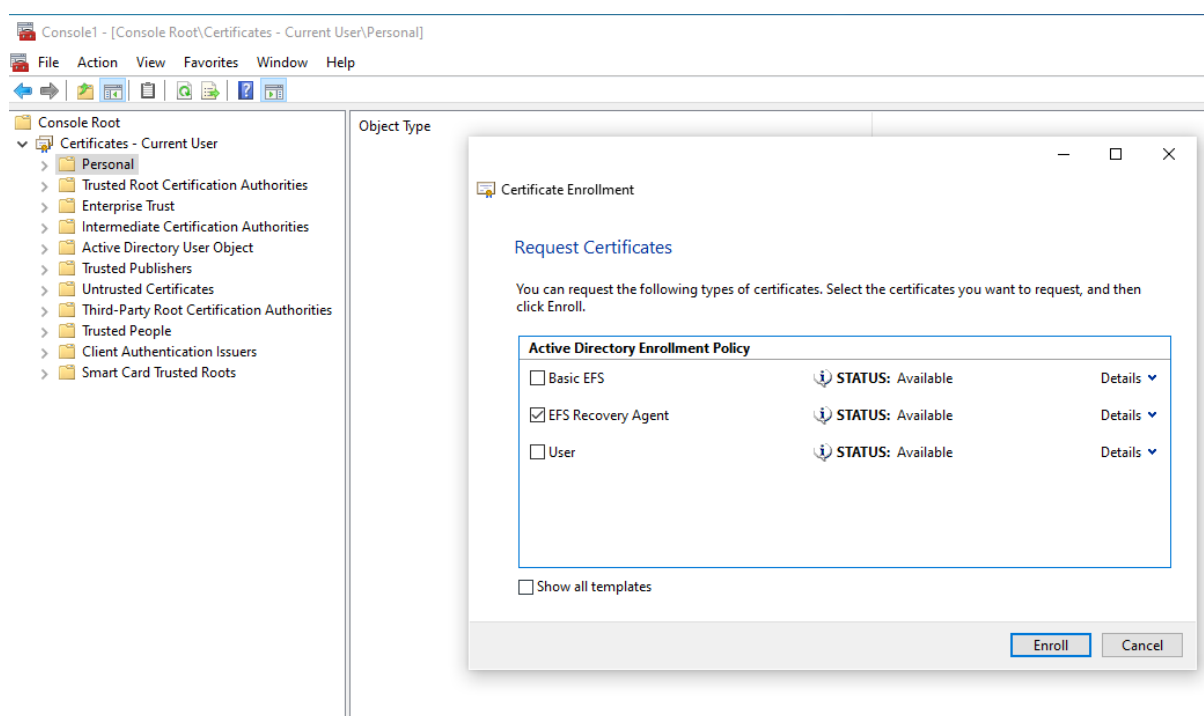 Console1 - [Console Root\Certificates - Current User\Personal]
File Action View Favorites Window Help
Console Root
Certificates - Current User
Personal
Trusted Root Certification Authorities
Enterprise Trust
Intermediate Certification Authorities
Active Directory User Object
Trusted Publishers
Untrusted Certificates
Third-Party Root Certification Authorities
Trusted People
Client Authentication Issuers
Smart Card Trusted Roots
Object Type
Certificate Enrollment
Request Certificates
You can request the following types of certificates. Select the certificates you want to request, and then
click Enroll.
Active Directory Enrollment Policy
Basic EFS STATUS: Available Details
EFS Recovery Agent STATUS: Available Details
User STATUS: Available Details
Show all templates
Enroll Cancel